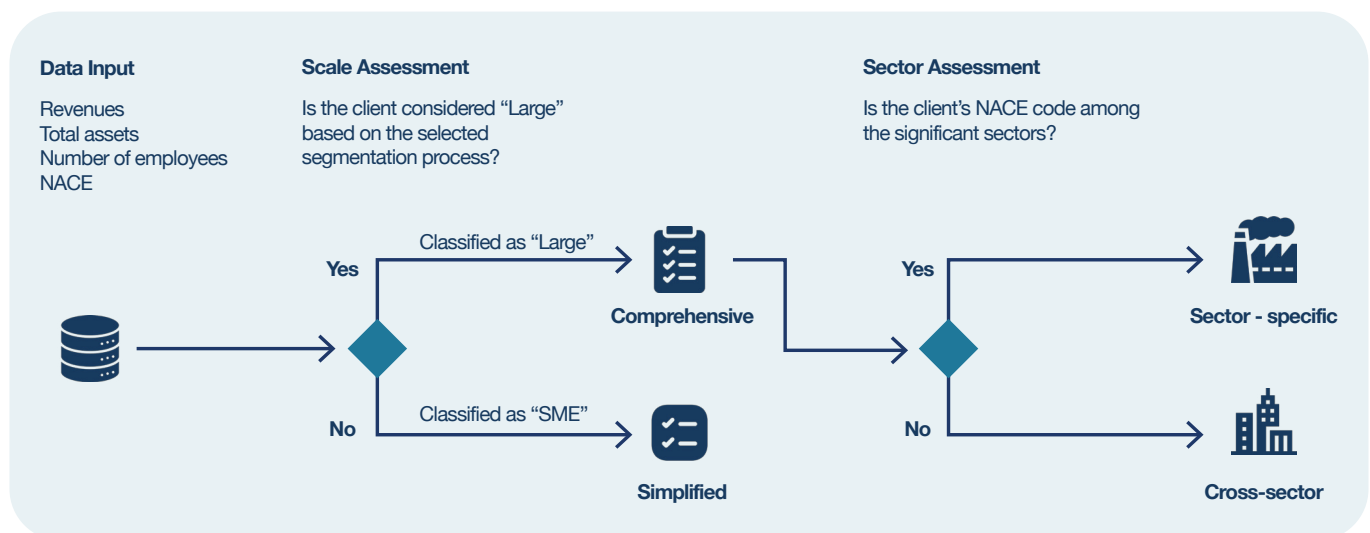 Data Input
Revenues
Total assets
Number of employees
NACE
Scale Assessment
Is the client considered “Large”
based on the selected
segmentation process?
Sector Assessment
Is the client’s NACE code among
the significant sectors?
Yes
Classified as “Large”
Comprehensive
No
Classified as “SME”
Simplified
Yes
Sector - specific
No
Cross-sector